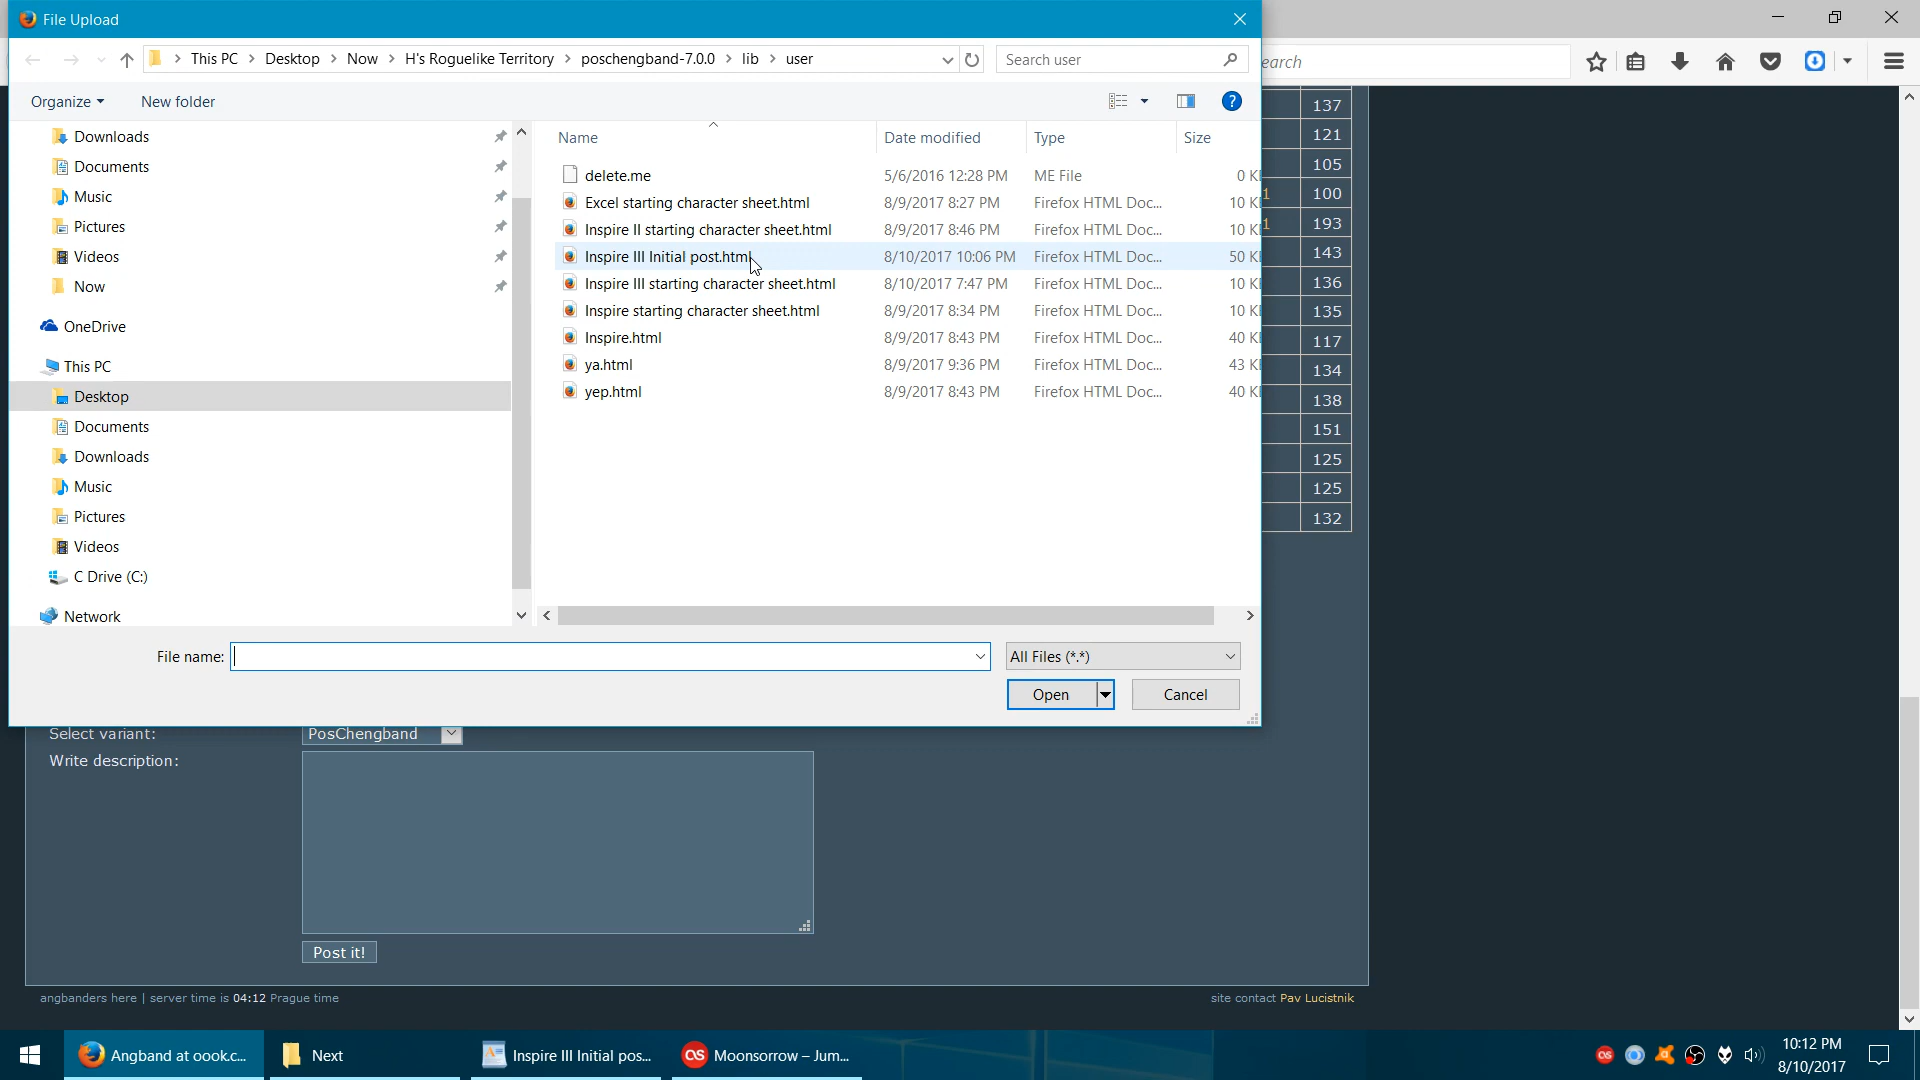 File Upload
This PC > Desktop > Now > H's Roguelike Territory > poschengband-7.0.0 > lib > user
Search user
earch
Organize
New folder
Downloads
Documents
Music
Pictures
Videos
Now
OneDrive
This PC
Desktop
Documents
Downloads
Music
Pictures
Videos
C Drive (C:)
Network
Name Date modified Type Size
delete.me 5/6/2016 12:28 PM ME File 0 K
Excel starting character sheet.html 8/9/2017 8:27 PM Firefox HTML Doc... 10 K
Inspire II starting character sheet.html 8/9/2017 8:46 PM Firefox HTML Doc... 10 K
Inspire III Initial post.html 8/10/2017 10:06 PM Firefox HTML Doc... 50 K
Inspire III starting character sheet.html 8/10/2017 7:47 PM Firefox HTML Doc... 10 K
Inspire starting character sheet.html 8/9/2017 8:34 PM Firefox HTML Doc... 10 K
Inspire.html 8/9/2017 8:43 PM Firefox HTML Doc... 40 K
ya.html 8/9/2017 9:36 PM Firefox HTML Doc... 43 K
yep.html 8/9/2017 8:43 PM Firefox HTML Doc... 40 K
137
121
105
1 100
1 193
143
136
135
117
134
138
151
125
125
132
File name:
All Files (*.*)
Open
Cancel
Select variant: PosChengband
Write description:
Post it!
angbanders here | server time is 04:12 Prague time
site contact Pav Lucistnik
Angband at oook.c...
Next
Inspire III Initial pos...
Moonsorrow – Jum...
10:12 PM
8/10/2017